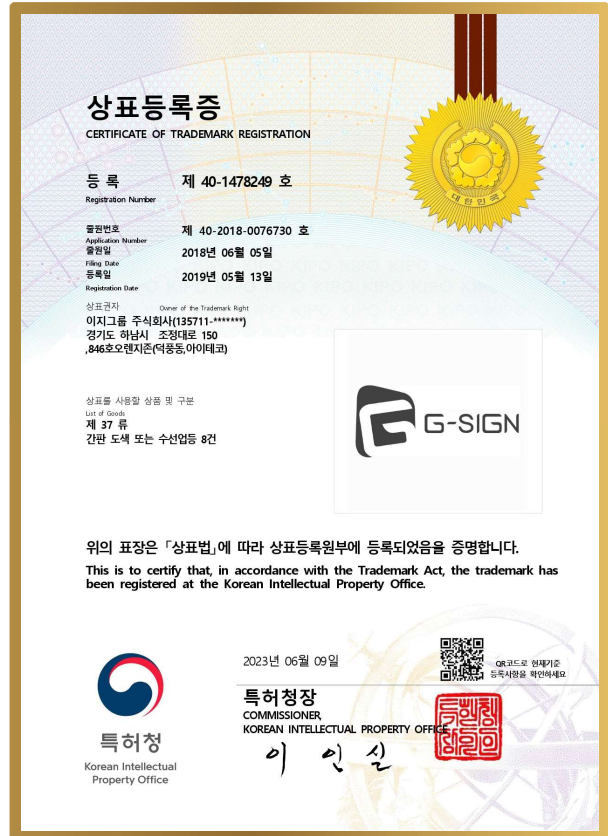 상표등록증
CERTIFICATE OF TRADEMARK REGISTRATION
등 록 제 40-1478249 호
Registration Number
출원번호 제 40-2018-0076730 호
Application Number
출원일 2018년 06월 05일
Filing Date
등록일 2019년 05월 13일
Registration Date
상표권자 Owner of the Trademark Right
이지그룹 주식회사(135711-*******)
경기도 하남시 조정대로 150
,846호오렌지존(덕풍동,아이테코)
상표를 사용할 상품 및 구분
List of Goods
제 37 류
간판 도색 또는 수선업등 8건
G-SIGN
대한민국
위의 표장은 「상표법」에 따라 상표등록원부에 등록되었음을 증명합니다.
This is to certify that, in accordance with the Trademark Act, the trademark has
been registered at the Korean Intellectual Property Office.
2023년 06월 09일
QR코드로 현재기준
등록사항을 확인하세요
특허청장
COMMISSIONER,
KOREAN INTELLECTUAL PROPERTY OFFICE
이 인 실
특허청
Korean Intellectual
Property Office